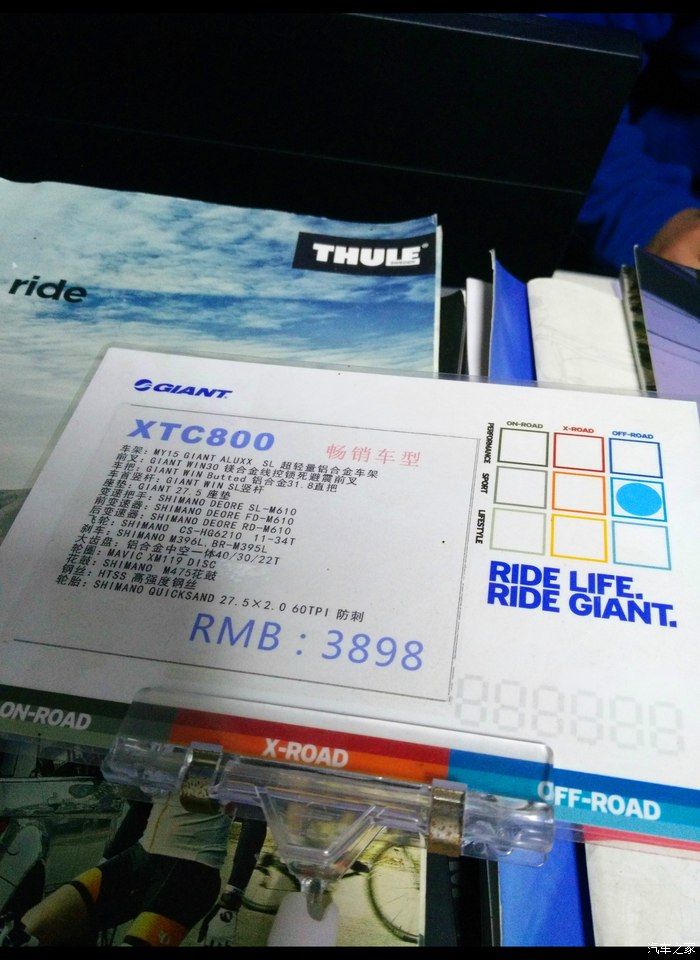 THULE
SWEDEN
ride
GIANT
XTC800
畅销车型
车架: MY15 GIANT ALUXX SL 超轻量铝合金车架
前叉: GIANT WIN30 镁合金线控锁死避震前叉
车把: GIANT WIN Butted 铝合金31.8直把
车前竖杆: GIANT WIN SL竖杆
座垫: GIANT 27.5 座垫
变速把手: SHIMANO DEORE SL-M610
前变速器: SHIMANO DEORE FD-M610
后变速器: SHIMANO DEORE RD-M610
飞轮: SHIMANO CS-HG6210 11-34T
刹车: SHIMANO M396L.BR-M395L
大齿盘: 铝合金中空一体40/30/22T
轮圈: MAVIC XM119 DISC
花鼓: SHIMANO M475花鼓
钢丝: HTSS 高强度钢丝
轮胎: SHIMANO QUICKSAND 27.5×2.0 60TPI 防刺
RMB：3898
ON-ROAD X-ROAD OFF-ROAD
PERFORMANCE
SPORT
LIFESTYLE
RIDE LIFE.
RIDE GIANT.
ON-ROAD X-ROAD OFF-ROAD
汽车之家